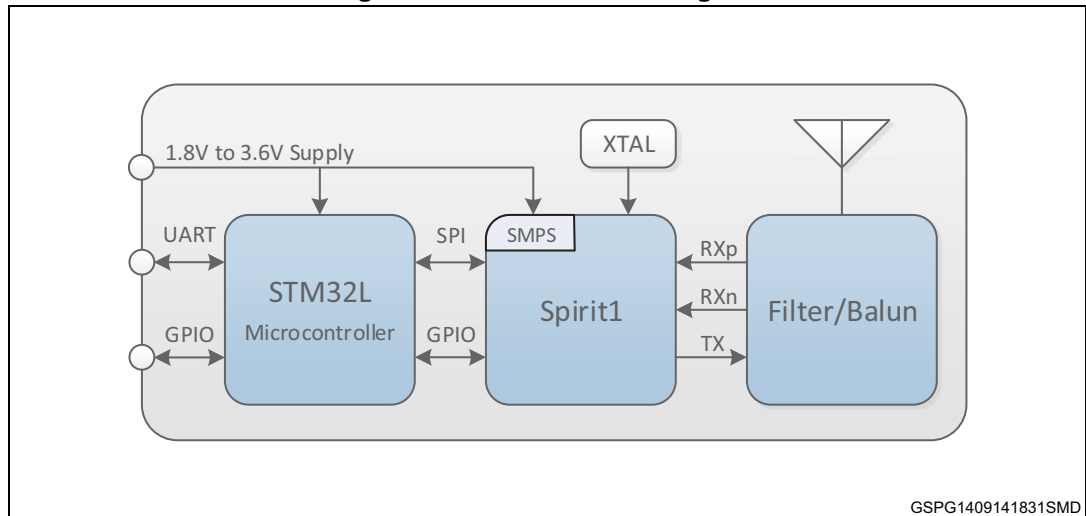 1.8V to 3.6V Supply
XTAL
UART
SPI
SMPS
RXp
STM32L
Microcontroller
Spirit1
RXn
Filter/Balun
GPIO
GPIO
TX
GSPG1409141831SMD